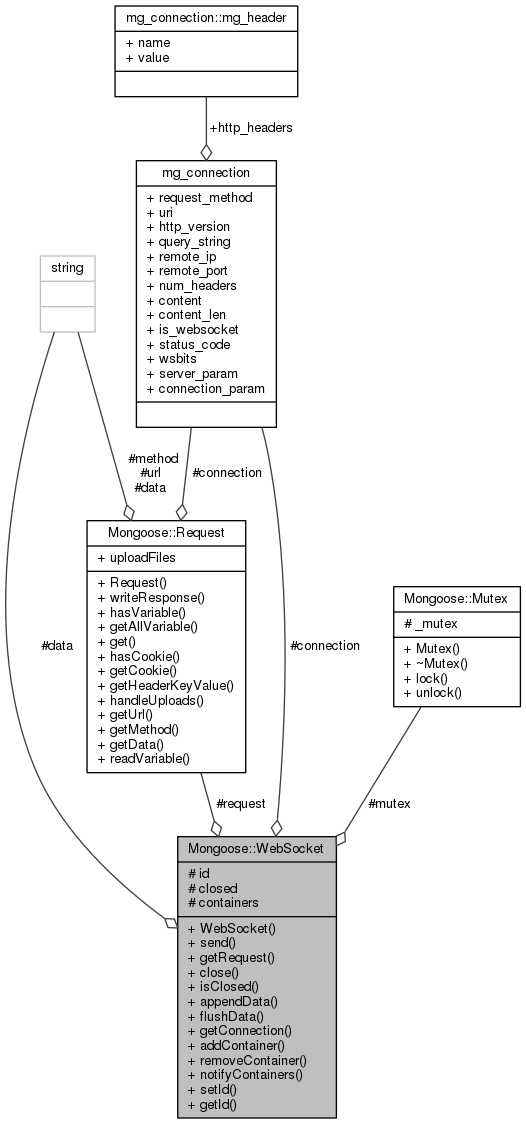 mg_connection::mg_header
+ name
+ value
+http_headers
mg_connection
+ request_method
+ uri
+ http_version
+ query_string
+ remote_ip
+ remote_port
+ num_headers
+ content
+ content_len
+ is_websocket
+ status_code
+ wsbits
+ server_param
+ connection_param
string
#method
#url
#data
#connection
Mongoose::Request
+ uploadFiles
+ Request()
+ writeResponse()
+ hasVariable()
+ getAllVariable()
+ get()
+ hasCookie()
+ getCookie()
+ getHeaderKeyValue()
+ handleUploads()
+ getUrl()
+ getMethod()
+ getData()
+ readVariable()
Mongoose::Mutex
# _mutex
+ Mutex()
+ ~Mutex()
+ lock()
+ unlock()
#data
#connection
#request
#mutex
Mongoose::WebSocket
# id
# closed
# containers
+ WebSocket()
+ send()
+ getRequest()
+ close()
+ isClosed()
+ appendData()
+ flushData()
+ getConnection()
+ addContainer()
+ removeContainer()
+ notifyContainers()
+ setId()
+ getId()